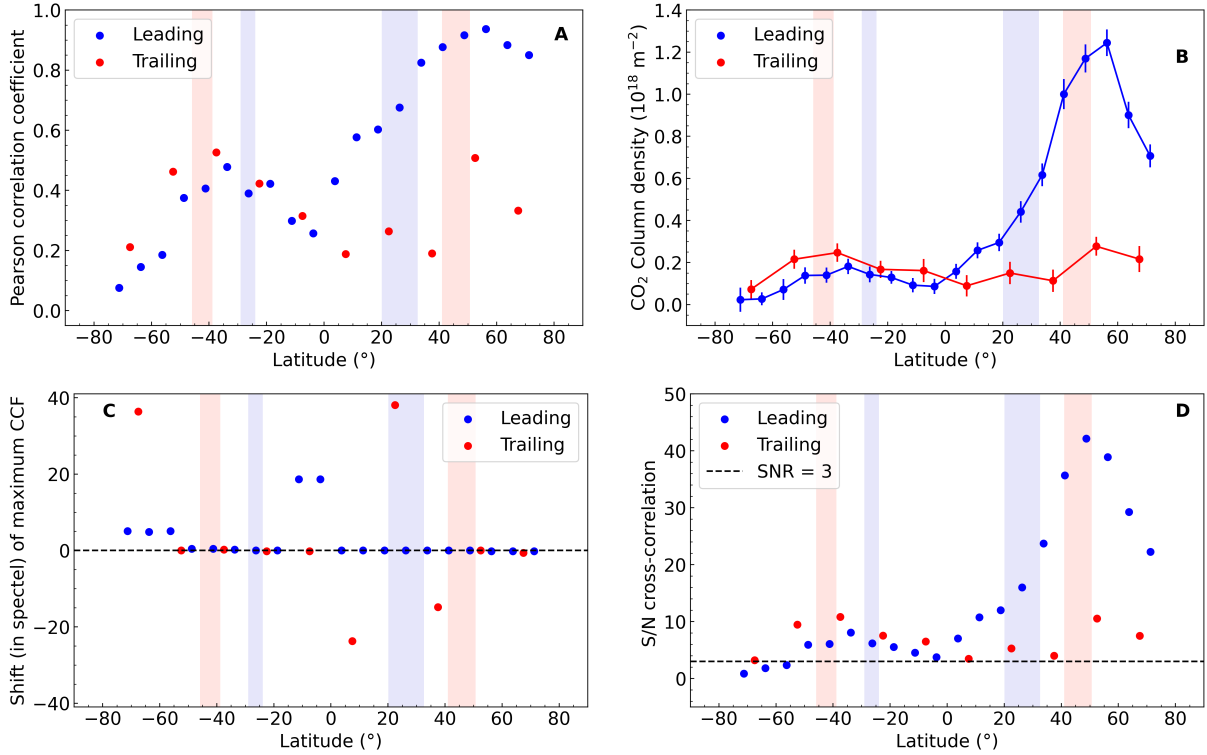 1.0
0.8
0.6
0.4
0.2
0.0
Pearson correlation coefficient
Leading
Trailing
A
−80 −60 −40 −20 0 20 40 60 80
Latitude (°)
1.4
1.2
1.0
0.8
0.6
0.4
0.2
0.0
CO₂ Column density (10¹⁸ m⁻²)
Leading
Trailing
B
−80 −60 −40 −20 0 20 40 60 80
Latitude (°)
40
20
0
−20
−40
Shift (in spectel) of maximum CCF
C
Leading
Trailing
−80 −60 −40 −20 0 20 40 60 80
Latitude (°)
50
40
30
20
10
0
S/N cross-correlation
Leading
Trailing
SNR = 3
D
−80 −60 −40 −20 0 20 40 60 80
Latitude (°)